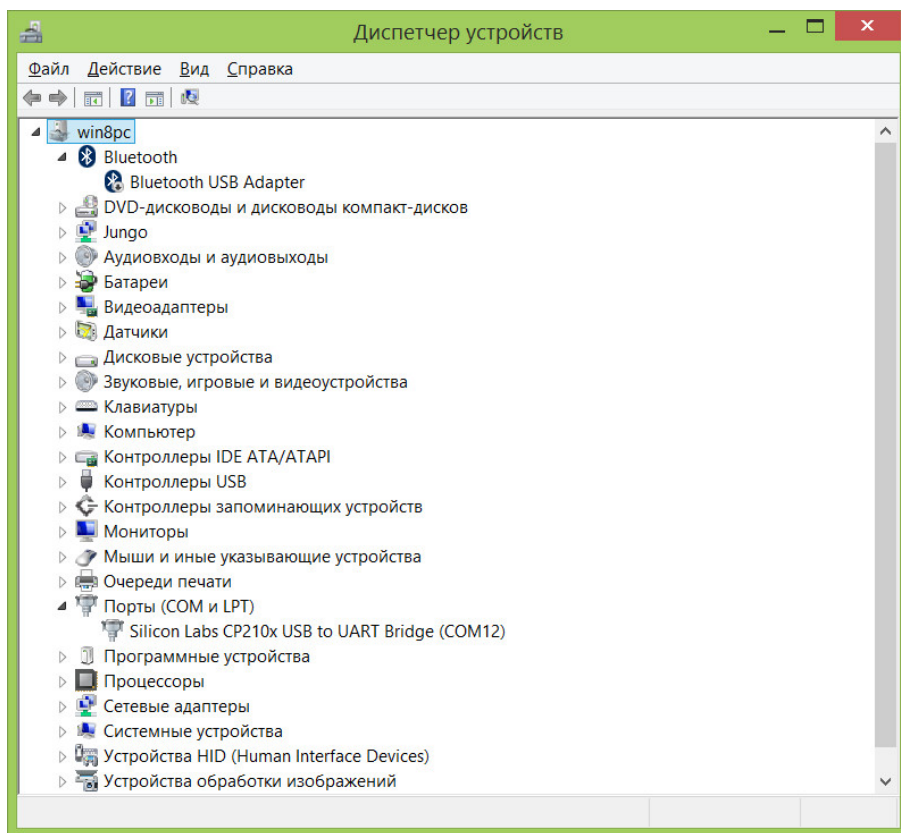 Диспетчер устройств
Файл Действие Вид Справка
win8pc
Bluetooth
Bluetooth USB Adapter
DVD-дисководы и дисководы компакт-дисков
Jungo
Аудиовходы и аудиовыходы
Батареи
Видеоадаптеры
Датчики
Дисковые устройства
Звуковые, игровые и видеоустройства
Клавиатуры
Компьютер
Контроллеры IDE ATA/ATAPI
Контроллеры USB
Контроллеры запоминающих устройств
Мониторы
Мыши и иные указывающие устройства
Очереди печати
Порты (COM и LPT)
Silicon Labs CP210x USB to UART Bridge (COM12)
Программные устройства
Процессоры
Сетевые адаптеры
Системные устройства
Устройства HID (Human Interface Devices)
Устройства обработки изображений